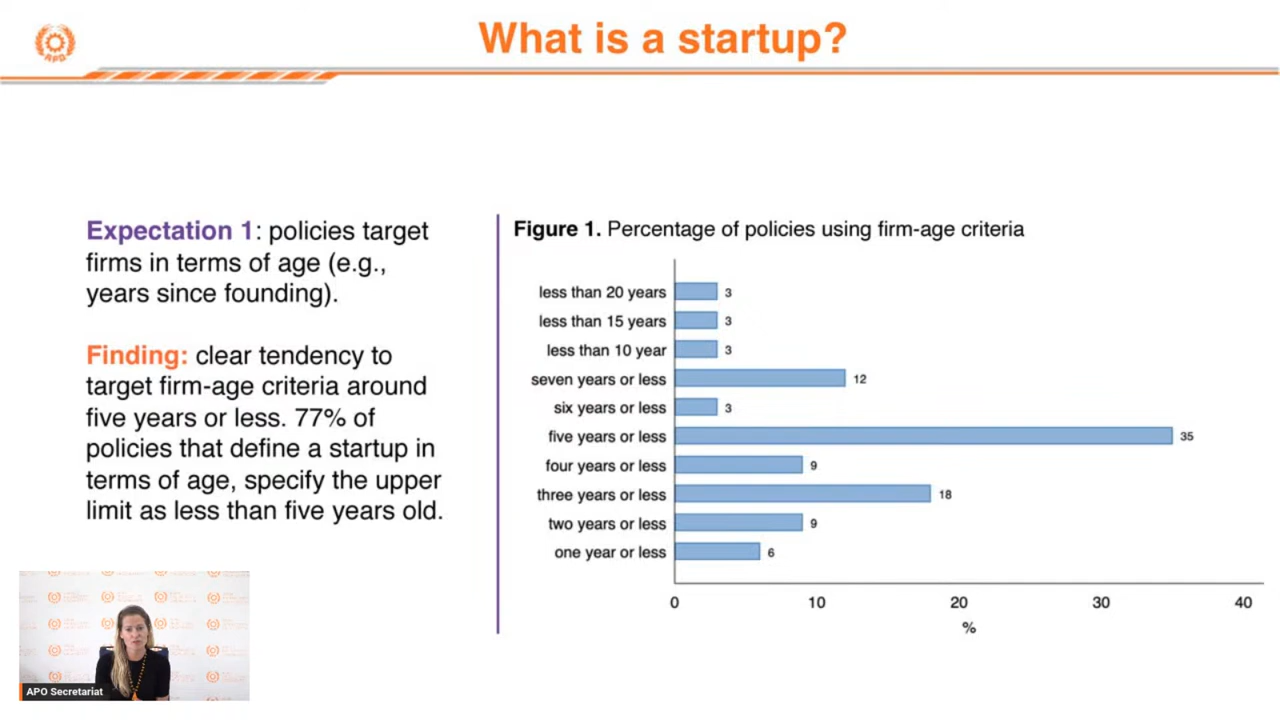 What is a startup?
APO
Expectation 1: policies target
firms in terms of age (e.g.,
years since founding).
Finding: clear tendency to
target firm-age criteria around
five years or less. 77% of
policies that define a startup in
terms of age, specify the upper
limit as less than five years old.
Figure 1. Percentage of policies using firm-age criteria
less than 20 years 3
less than 15 years 3
less than 10 year 3
seven years or less 12
six years or less 3
five years or less 35
four years or less 9
three years or less 18
two years or less 9
one year or less 6
0 10 20 30 40
%
APO Secretariat